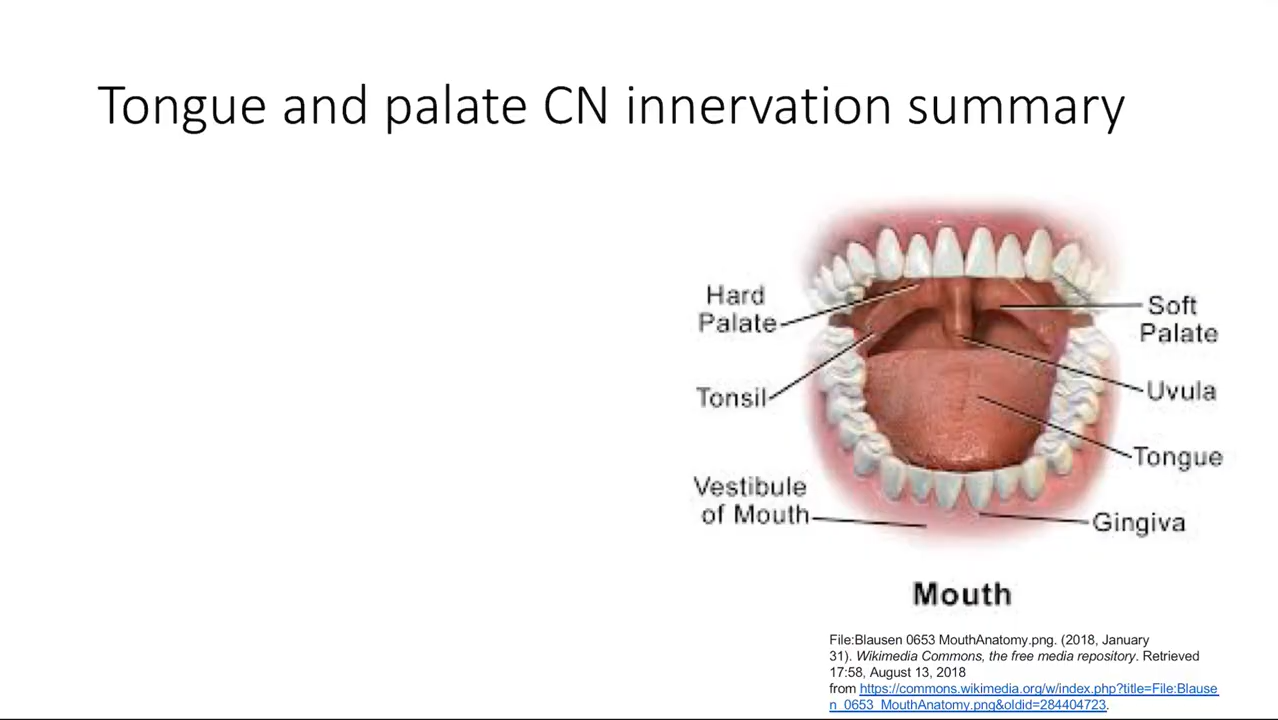 Tongue and palate CN innervation summary
Hard
Palate
Tonsil
Vestibule
of Mouth
Soft
Palate
Uvula
Tongue
Gingiva
Mouth
File:Blausen 0653 MouthAnatomy.png. (2018, January
31). Wikimedia Commons, the free media repository. Retrieved
17:58, August 13, 2018
from https://commons.wikimedia.org/w/index.php?title=File:Blause
n_0653_MouthAnatomy.png&oldid=284404723.